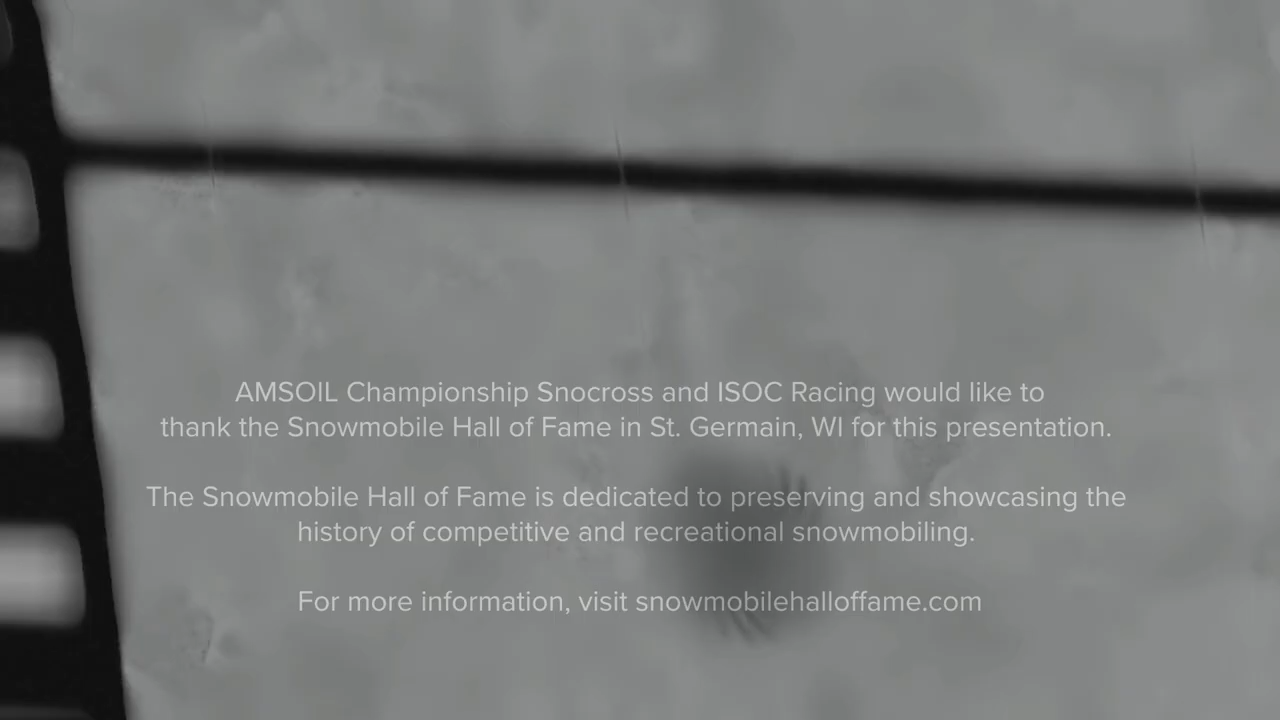 AMSOIL Championship Snocross and ISOC Racing would like to
thank the Snowmobile Hall of Fame in St. Germain, WI for this presentation.
The Snowmobile Hall of Fame is dedicated to preserving and showcasing the
history of competitive and recreational snowmobiling.
For more information, visit snowmobilehalloffame.com